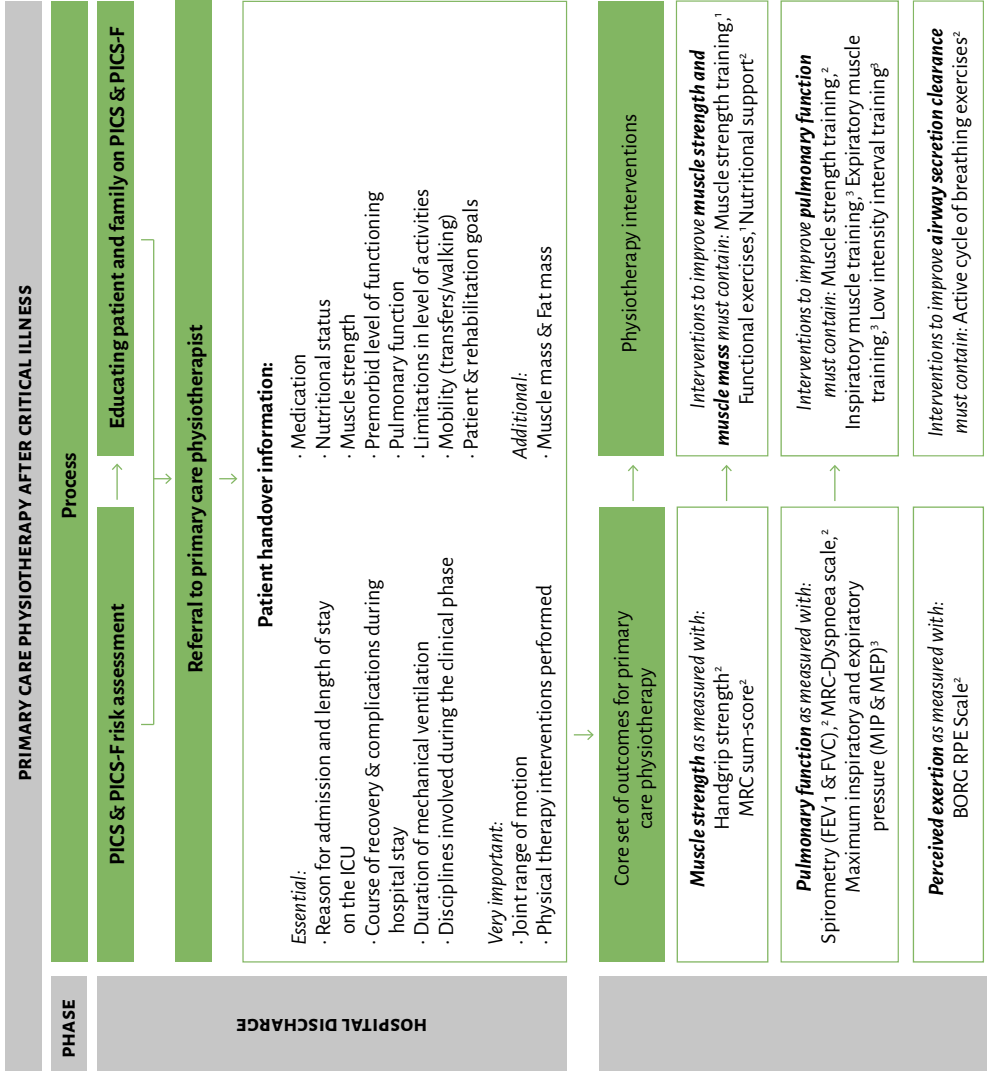 PRIMARY CARE PHYSIOTHERAPY AFTER CRITICAL ILLNESS
PHASE
Process
HOSPITAL DISCHARGE
PICS & PICS-F risk assessment
Educating patient and family on PICS & PICS-F
Referral to primary care physiotherapist
Patient handover information:
Essential:
· Reason for admission and length of stay
on the ICU
· Course of recovery & complications during
hospital stay
· Duration of mechanical ventilation
· Disciplines involved during the clinical phase
· Medication
· Nutritional status
· Muscle strength
· Premorbid level of functioning
· Pulmonary function
· Limitations in level of activities
· Mobility (transfers/walking)
· Patient & rehabilitation goals
Very important:
· Joint range of motion
· Physical therapy interventions performed
Additional:
· Muscle mass & Fat mass
Core set of outcomes for primary
care physiotherapy
Physiotherapy interventions
Muscle strength as measured with:
Handgrip strength²
MRC sum-score²
Interventions to improve muscle strength and
muscle mass must contain: Muscle strength training,¹
Functional exercises,¹ Nutritional support²
Pulmonary function as measured with:
Spirometry (FEV1 & FVC),² MRC-Dyspnoea scale,²
Maximum inspiratory and expiratory
pressure (MIP & MEP)³
Interventions to improve pulmonary function
must contain: Muscle strength training,²
Inspiratory muscle training,³ Expiratory muscle
training,³ Low intensity interval training³
Perceived exertion as measured with:
BORG RPE Scale²
Interventions to improve airway secretion clearance
must contain: Active cycle of breathing exercises²